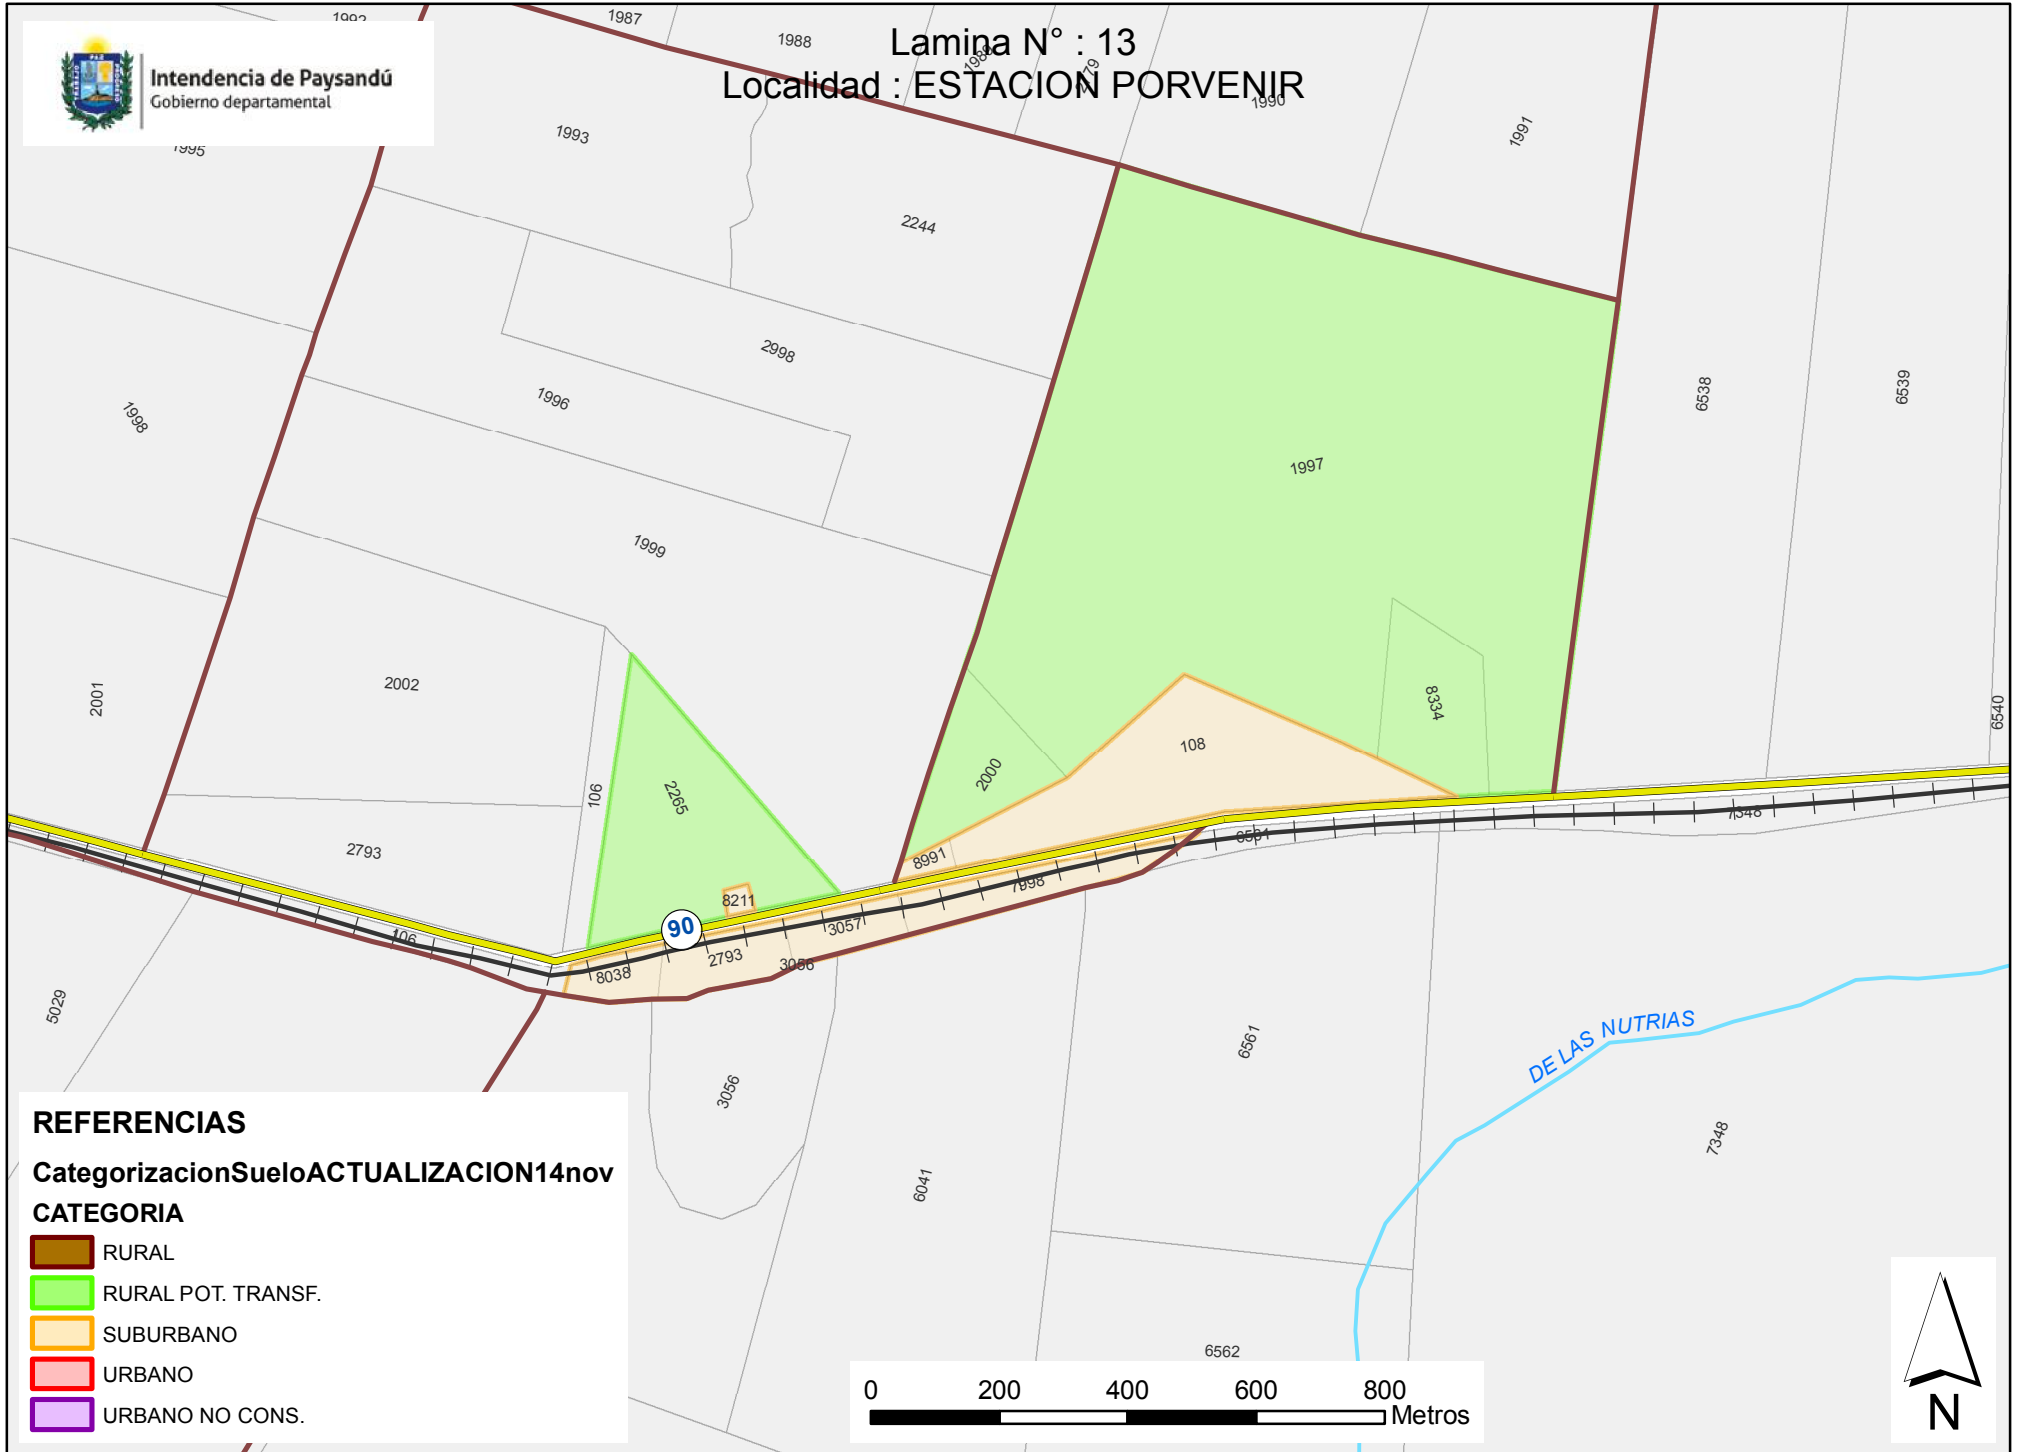 Lamina N° : 13
Localidad : ESTACION PORVENIR
Intendencia de Paysandú
Gobierno departamental
1992
1987
1988
1989
2179
1990
1991
1995
1993
2244
2998
1996
1998
1997
6538
6539
1999
2001
2002
106
2265
2000
108
8334
6540
2793
8991
8211
90
106
8038
2793
3057
3056
7998
6561
7348
5029
3056
6561
6041
DE LAS NUTRIAS
7348
6562
REFERENCIAS
CategorizacionSueloACTUALIZACION14nov
CATEGORIA
RURAL
RURAL POT. TRANSF.
SUBURBANO
URBANO
URBANO NO CONS.
0 200 400 600 800
Metros
N